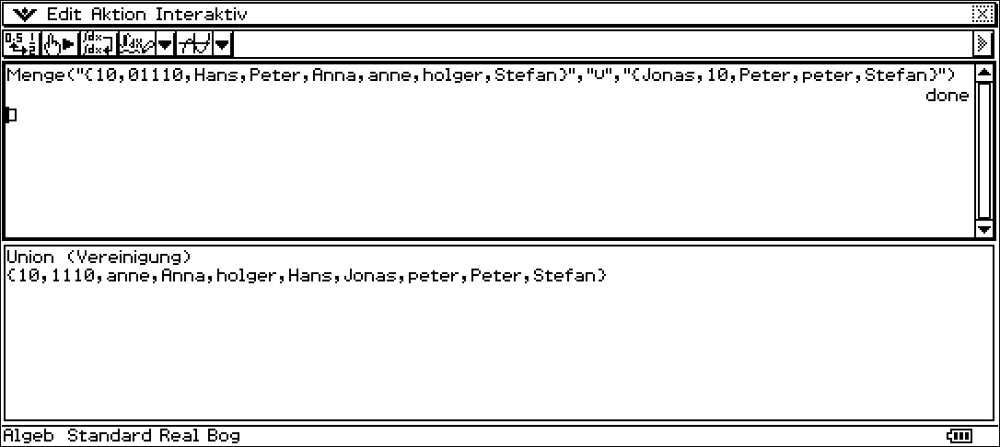 Edit Aktion Interaktiv
Menge("{10,01110,Hans,Peter,Anna,anne,holger,Stefan}","∪","{Jonas,10,Peter,peter,Stefan}")
done
Union (Vereinigung)
{10,1110,anne,Anna,holger,Hans,Jonas,peter,Peter,Stefan}
Algeb Standard Real Bog